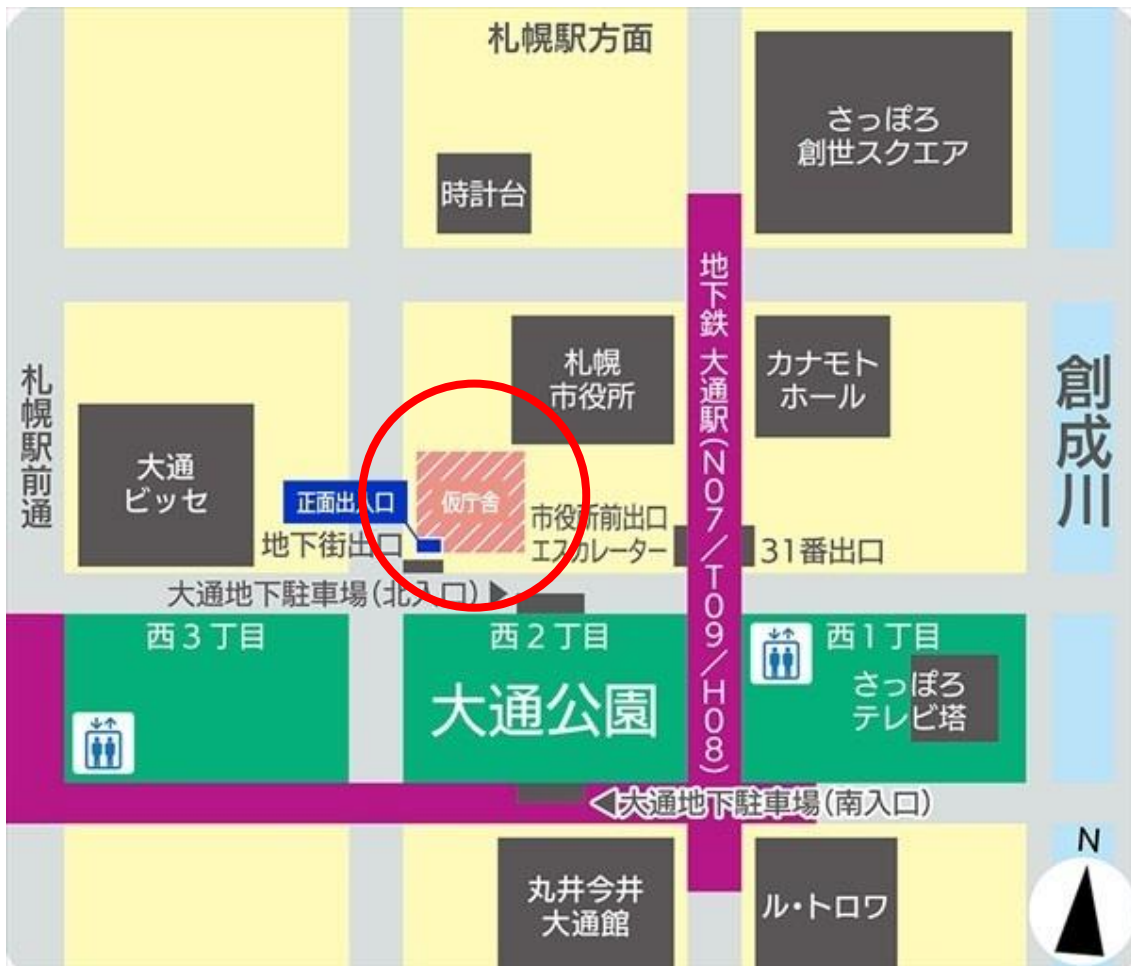 札幌駅方面
さっぽろ
創世スクエア
時計台
札幌
市役所
カナモト
ホール
札幌駅前通
地下鉄 大通駅(N07/T09/H08)
創成川
大通
ビッセ
正面出入口
仮庁舎
地下街出口
市役所前出口
エスカレーター
31番出口
大通地下駐車場(北入口)▶
西3丁目
西2丁目
西1丁目
大通公園
さっぽろ
テレビ塔
◀大通地下駐車場(南入口)
丸井今井
大通館
ル・トロワ
N